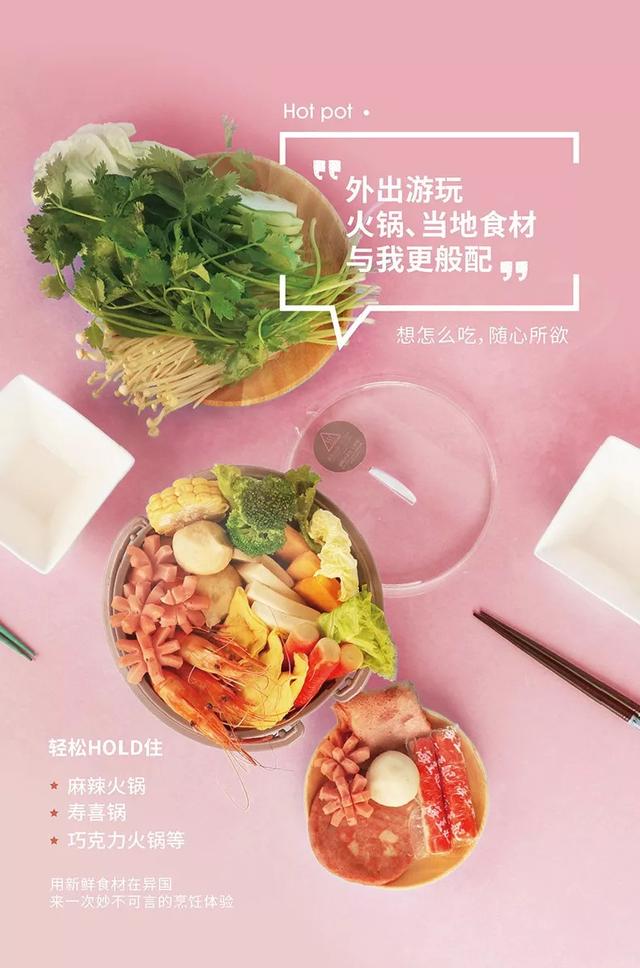 Hot pot •
“外出游玩
火锅、当地食材
与我更般配”
想怎么吃，随心所欲
轻松HOLD住
★ 麻辣火锅
★ 寿喜锅
★ 巧克力火锅等
用新鲜食材在异国
来一次妙不可言的烹饪体验